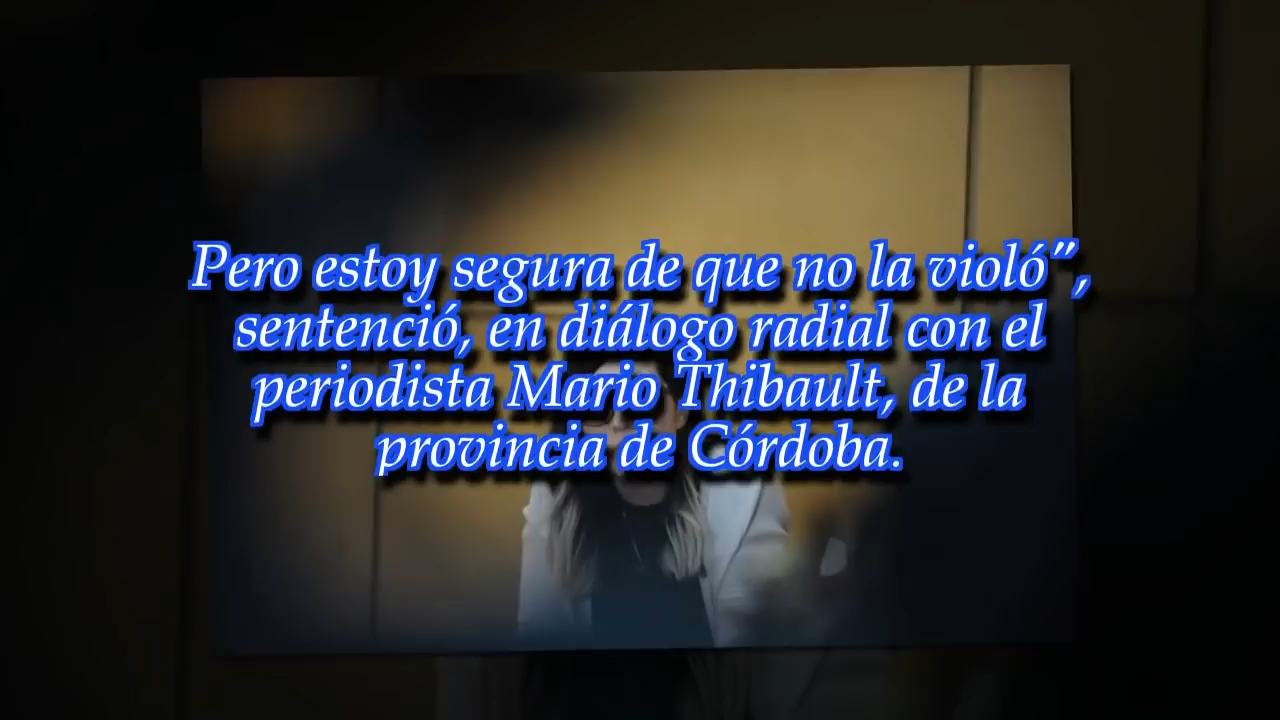 Pero estoy segura de que no la violó”,
sentenció, en diálogo radial con el
periodista Mario Thibault, de la
provincia de Córdoba.